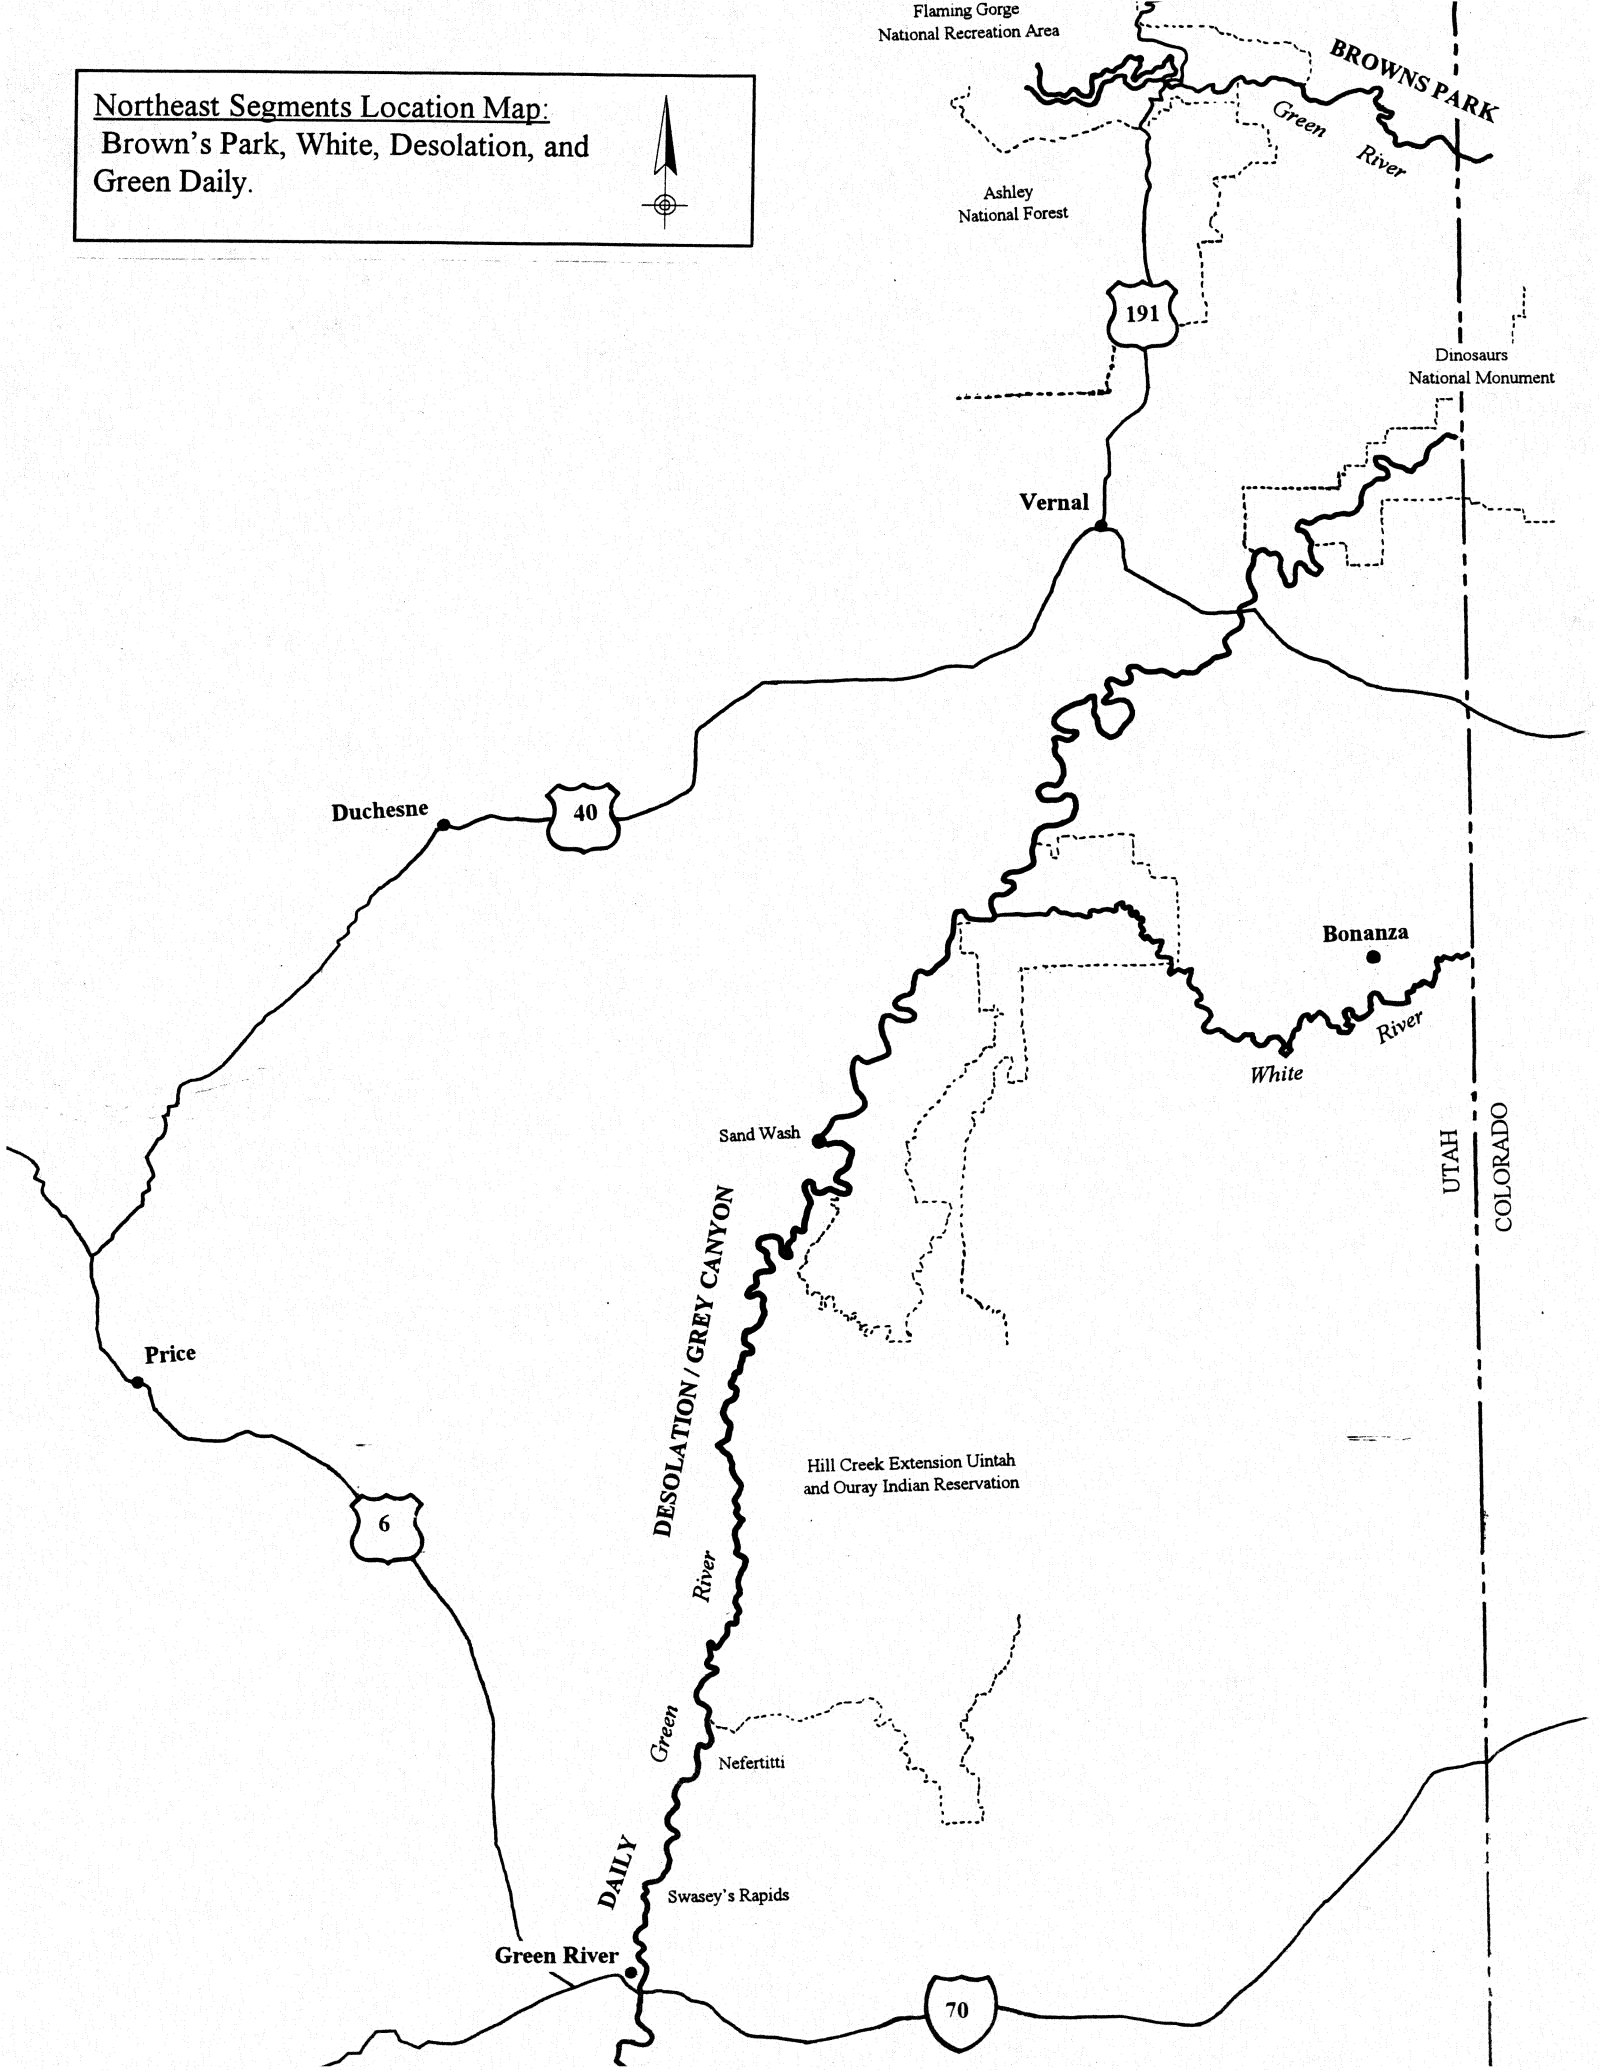 Flaming Gorge
National Recreation Area
BROWNS PARK
Northeast Segments Location Map:
Brown's Park, White, Desolation, and
Green Daily.
Green
River
Ashley
National Forest
191
Dinosaurs
National Monument
Vernal
Duchesne
40
Bonanza
River
White
Sand Wash
UTAH
COLORADO
DESOLATION / GREY CANYON
Price
Hill Creek Extension Uintah
and Ouray Indian Reservation
6
River
Green
Nefertitti
DAILY
Swasey's Rapids
Green River
70